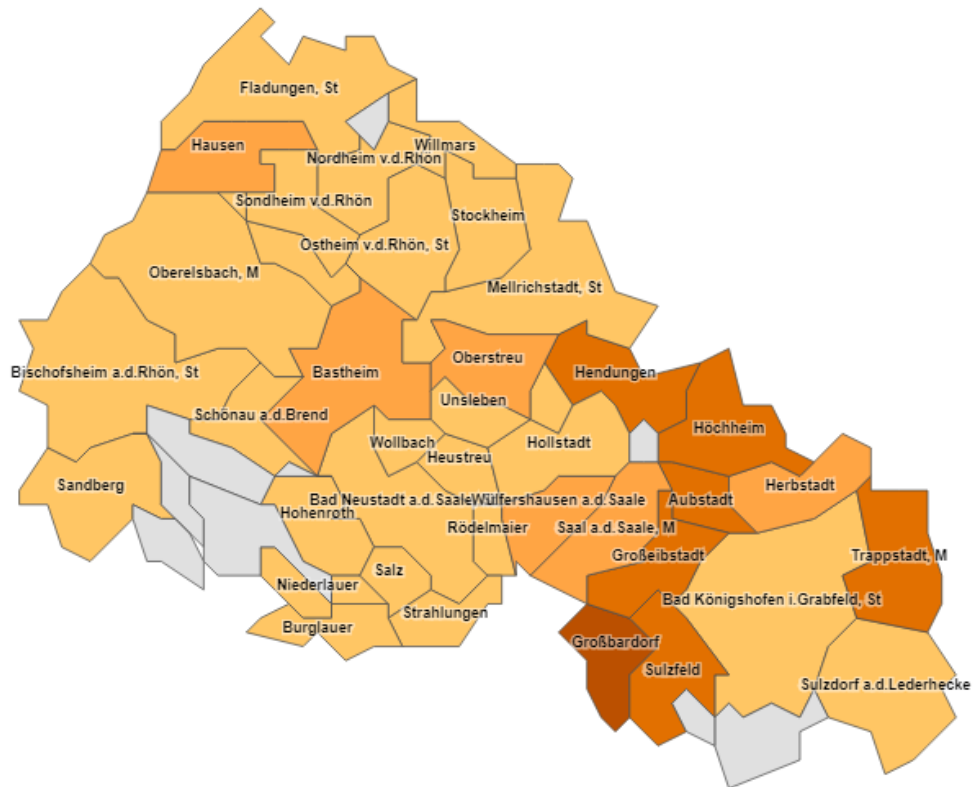 Fladungen, St
Hausen
Willmars
Nordheim v.d.Rhön
Sondheim v.d.Rhön
Stockheim
Ostheim v.d.Rhön, St
Oberelsbach, M
Mellrichstadt, St
Oberstreu
Bischofsheim a.d.Rhön, St
Bastheim
Hendungen
Unsleben
Schönau a.d.Brend
Höchheim
Wollbach
Hollstadt
Heustreu
Sandberg
Herbstadt
Bad Neustadt a.d.Saale
Wülfershausen a.d.Saale
Aubstadt
Hohenroth
Rödelmaier
Saal a.d.Saale, M
Großeibstadt
Trappstadt, M
Salz
Niederlauer
Bad Königshofen i.Grabfeld, St
Strahlungen
Burglauer
Großbardorf
Sulzfeld
Sulzdorf a.d.Lederhecke